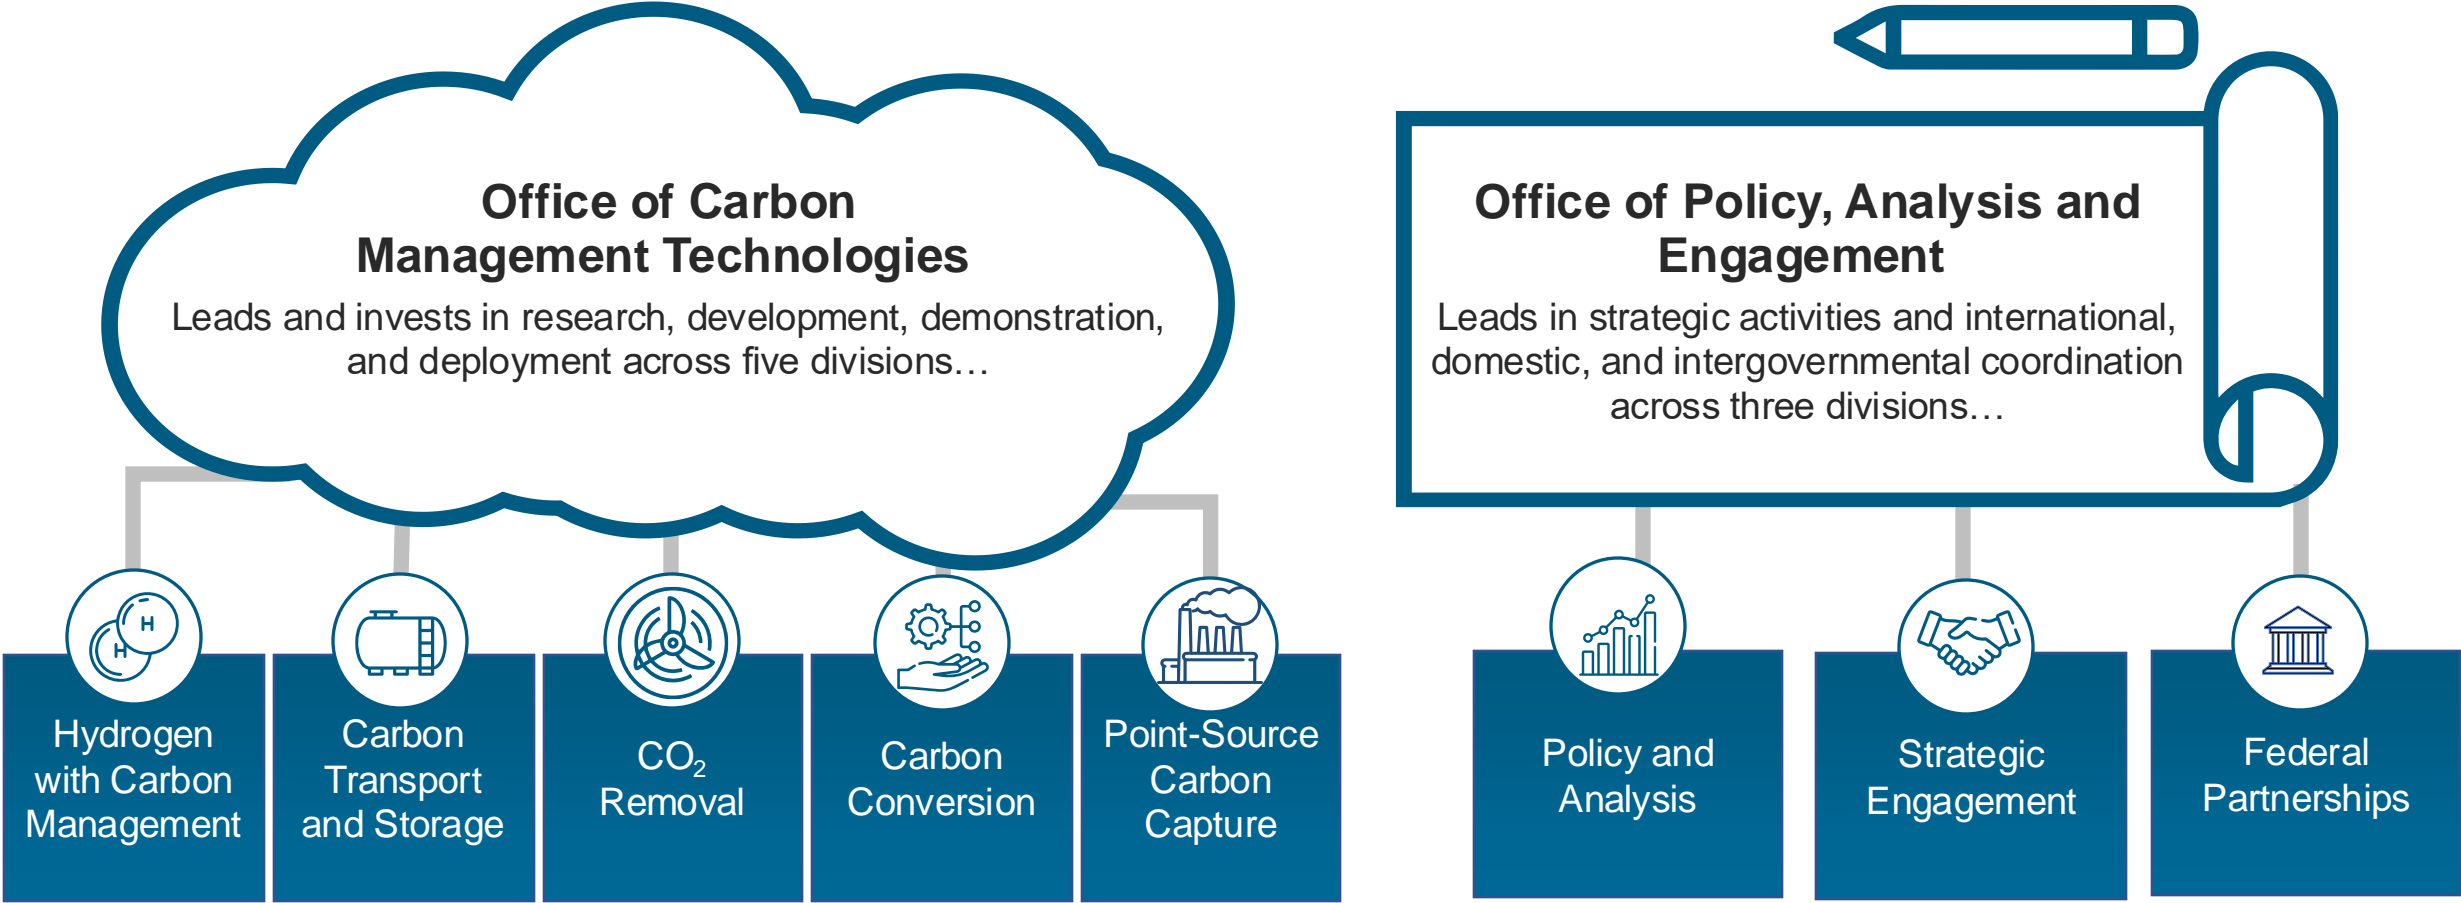 Office of Carbon
Management Technologies
Leads and invests in research, development, demonstration,
and deployment across five divisions…
Hydrogen
with Carbon
Management
Carbon
Transport
and Storage
CO₂
Removal
Carbon
Conversion
Point-Source
Carbon
Capture
Office of Policy, Analysis and
Engagement
Leads in strategic activities and international,
domestic, and intergovernmental coordination
across three divisions…
Policy and
Analysis
Strategic
Engagement
Federal
Partnerships
H
H